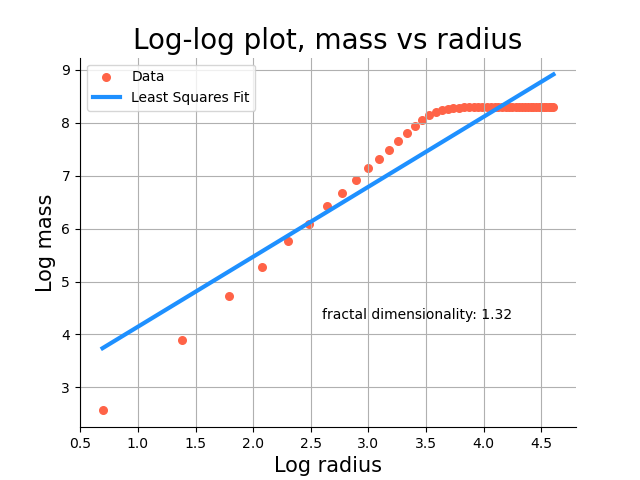 Log-log plot, mass vs radius
Data
Least Squares Fit
9
8
7
6
5
4
3
Log mass
fractal dimensionality: 1.32
0.5 1.0 1.5 2.0 2.5 3.0 3.5 4.0 4.5
Log radius